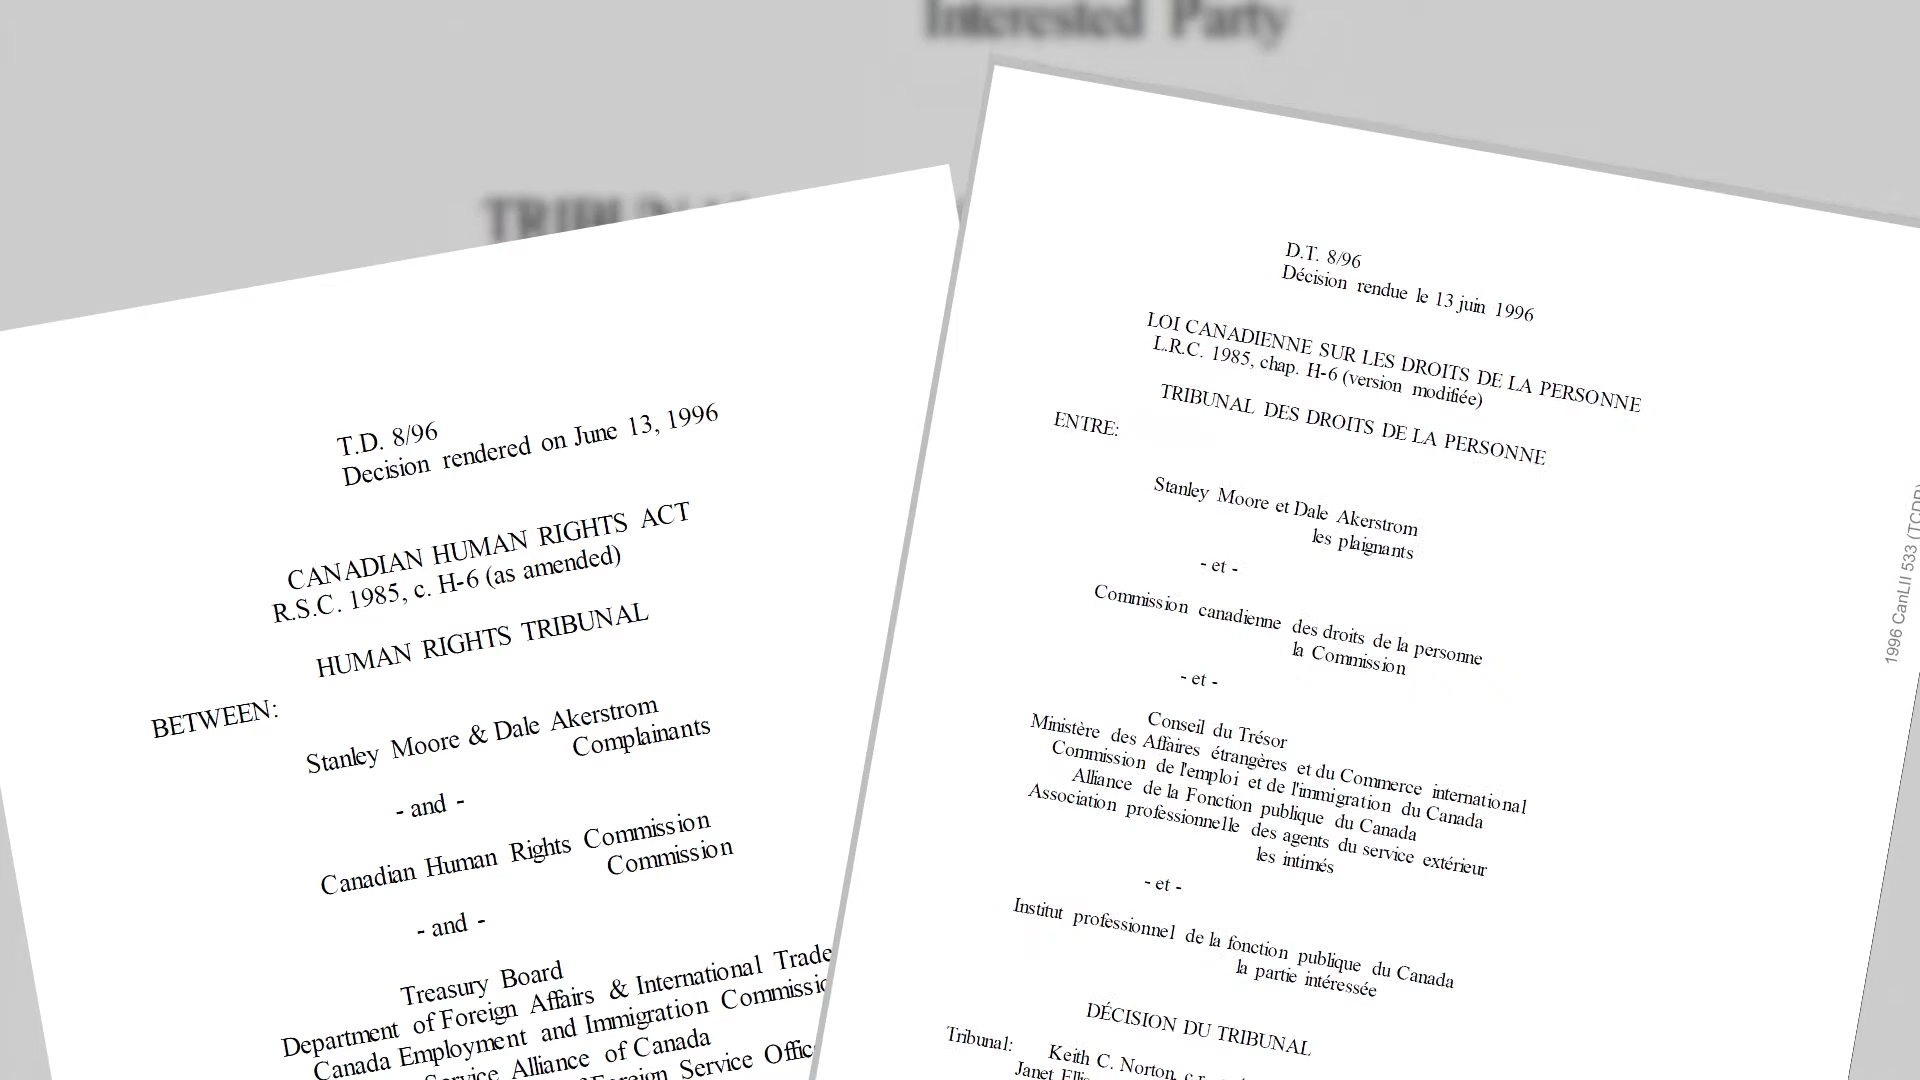 Interested Party
T.D. 8/96
Decision rendered on June 13, 1996
CANADIAN HUMAN RIGHTS ACT
R.S.C. 1985, c. H-6 (as amended)
HUMAN RIGHTS TRIBUNAL
BETWEEN:
Stanley Moore & Dale Akerstrom
Complainants
- and -
Canadian Human Rights Commission
Commission
- and -
Treasury Board
Department of Foreign Affairs & International Trade
Canada Employment and Immigration
Alliance of Canada
Foreign Service
D.T. 8/96
Décision rendue le 13 juin 1996
LOI CANADIENNE SUR LES DROITS DE LA PERSONNE
L.R.C. 1985, chap. H-6 (version modifiée)
TRIBUNAL DES DROITS DE LA PERSONNE
ENTRE:
Stanley Moore et Dale Akerstrom
les plaignants
- et -
Commission canadienne des droits de la personne
la Commission
- et -
Conseil du Trésor
Ministère des Affaires étrangères et du Commerce international
Commission de l'emploi et de l'immigration du Canada
Alliance de la Fonction publique du Canada
Association professionnelle des agents du service extérieur
les intimés
- et -
Institut professionnel de la fonction publique du Canada
la partie intéressée
DÉCISION DU TRIBUNAL
Tribunal: Keith C. Norton,
Janet
1996 CanLII 533